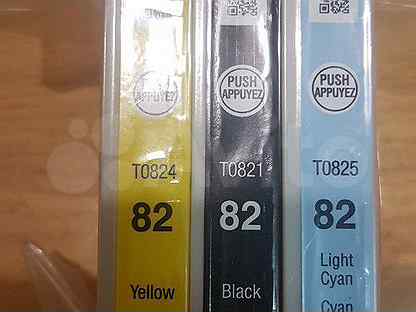 PUSH
APPUYEZ
T0824
82
Yellow
PUSH
APPUYEZ
T0821
82
Black
PUSH
APPUYEZ
T0825
82
Light
Cyan
Cyan